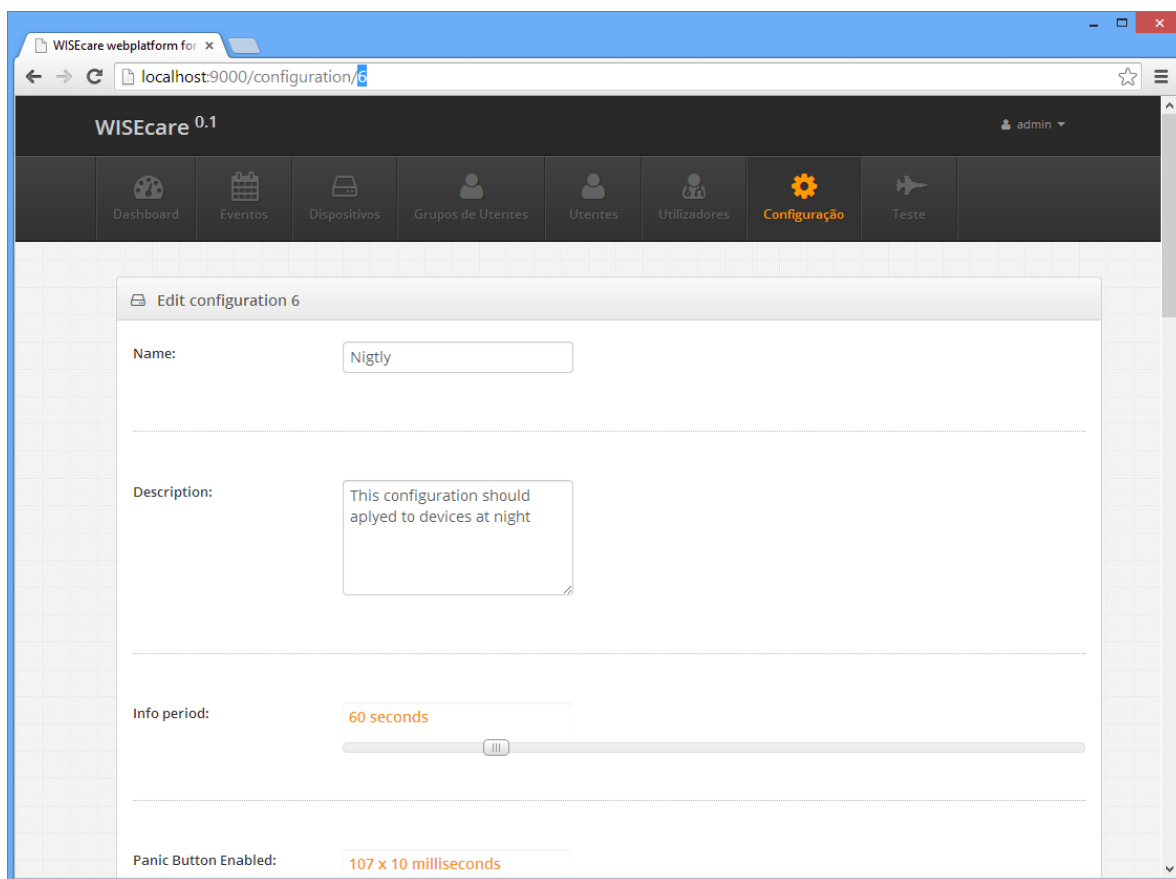 WISEcare webplatform for
localhost:9000/configuration/6
WISEcare 0.1
admin
Dashboard
Eventos
Dispositivos
Grupos de Utentes
Utentes
Utilizadores
Configuração
Teste
Edit configuration 6
Name:
Nigtly
Description:
This configuration should
aplyed to devices at night
Info period:
60 seconds
Panic Button Enabled:
107 x 10 milliseconds